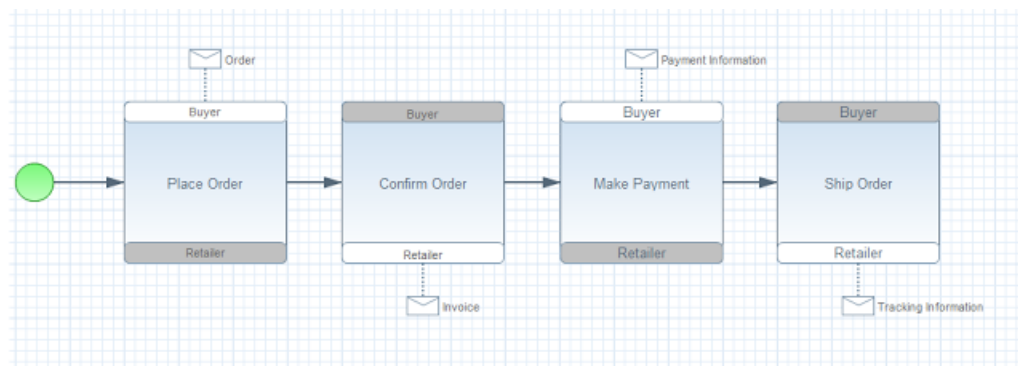 Order
Payment Information
Buyer
Buyer
Buyer
Buyer
Place Order
Confirm Order
Make Payment
Ship Order
Retailer
Retailer
Retailer
Retailer
Invoice
Tracking Information